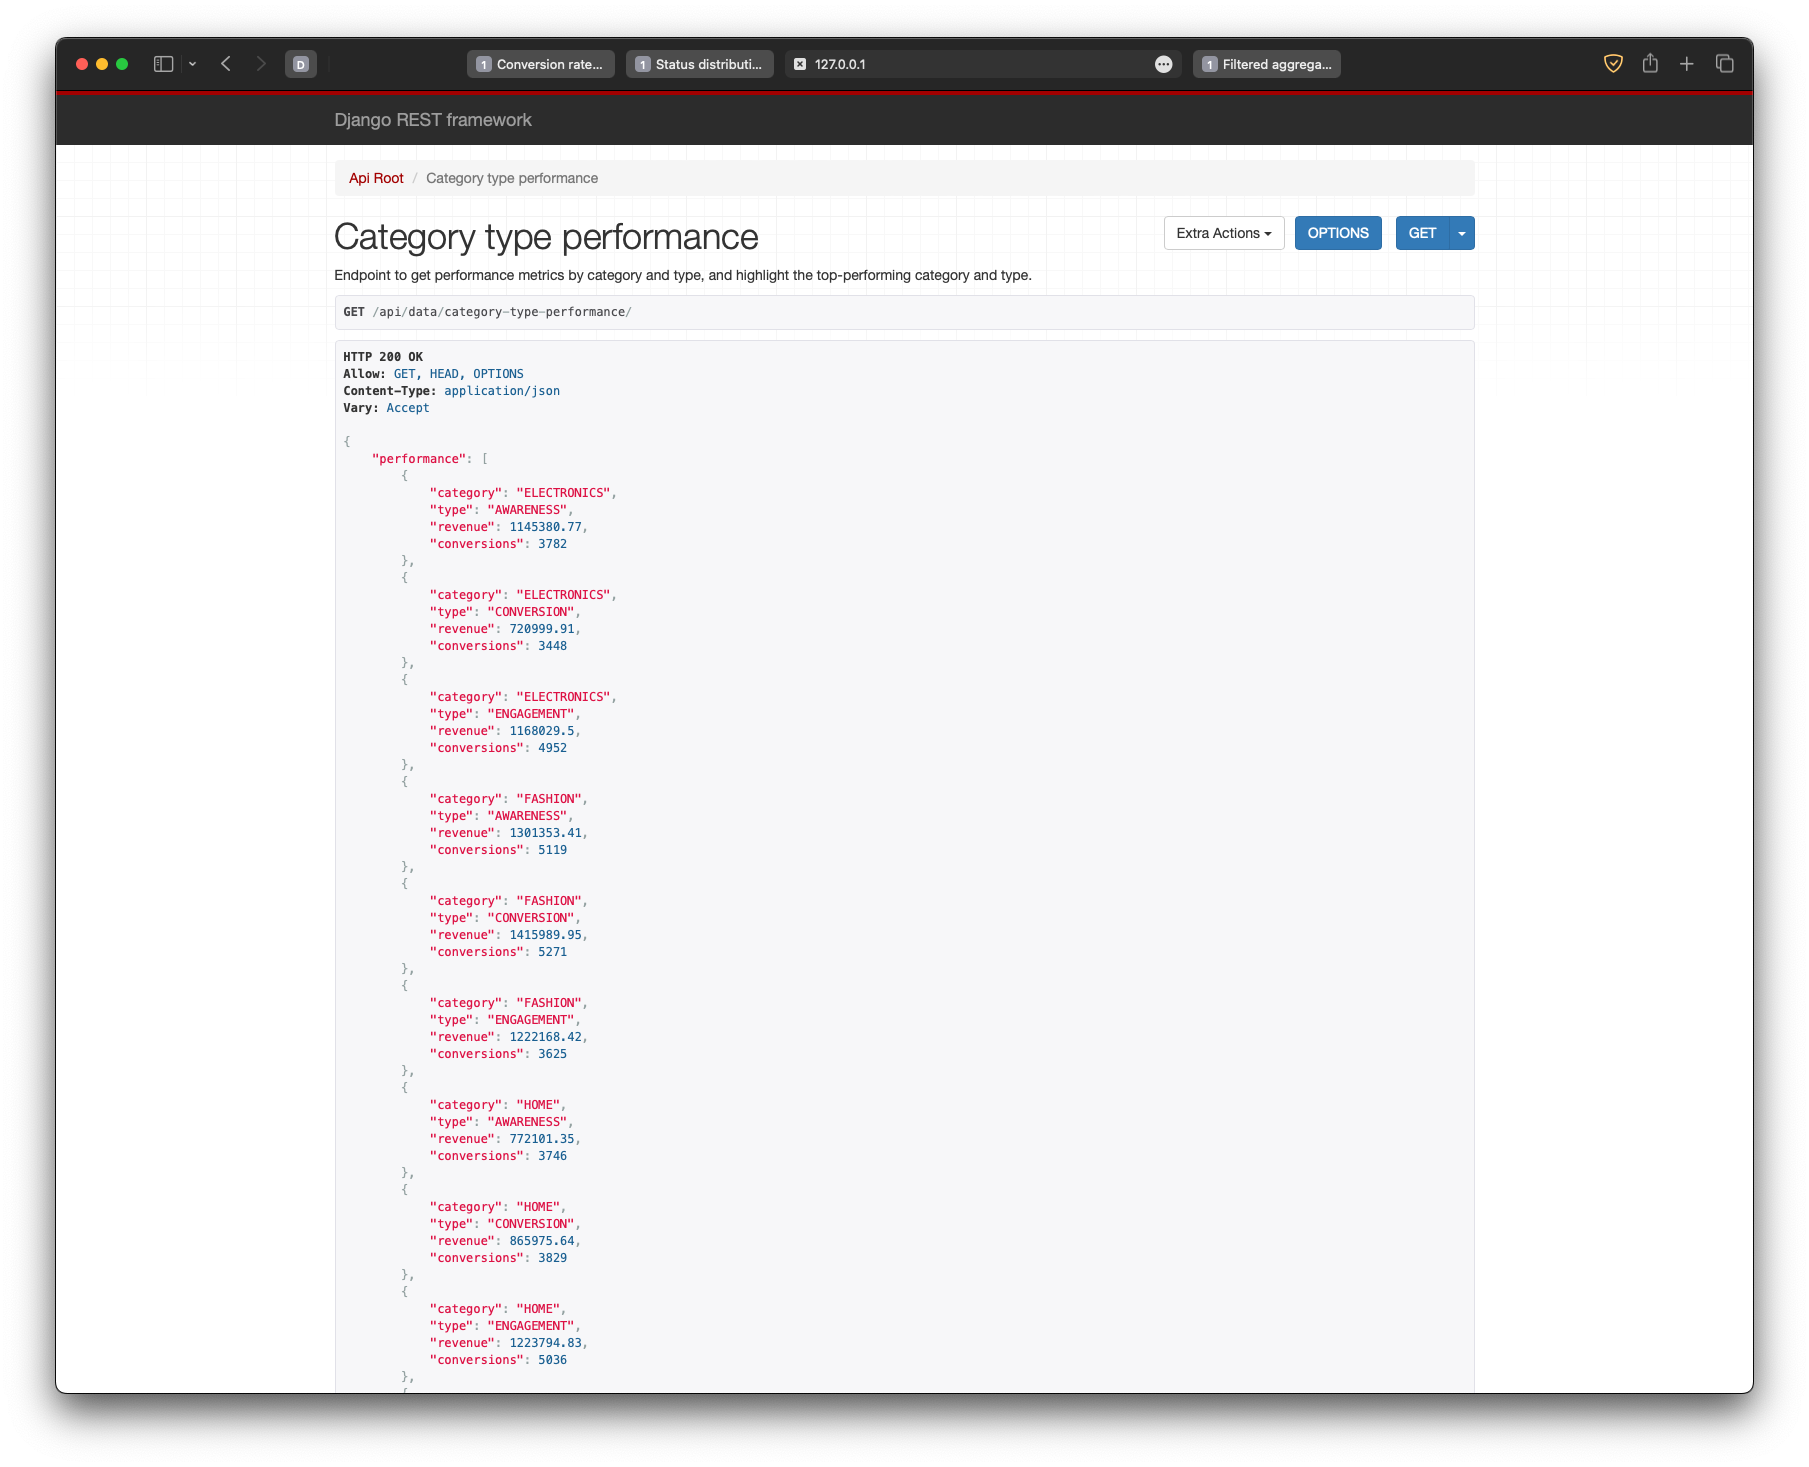 D
1 Conversion rate...
1 Status distributi...
127.0.0.1
1 Filtered aggrega...
Django REST framework
Api Root / Category type performance
Category type performance
Extra Actions
OPTIONS
GET
Endpoint to get performance metrics by category and type, and highlight the top-performing category and type.
GET /api/data/category-type-performance/
HTTP 200 OK
Allow: GET, HEAD, OPTIONS
Content-Type: application/json
Vary: Accept
{
"performance": [
{
"category": "ELECTRONICS",
"type": "AWARENESS",
"revenue": 1145380.77,
"conversions": 3782
},
{
"category": "ELECTRONICS",
"type": "CONVERSION",
"revenue": 720999.91,
"conversions": 3448
},
{
"category": "ELECTRONICS",
"type": "ENGAGEMENT",
"revenue": 1168029.5,
"conversions": 4952
},
{
"category": "FASHION",
"type": "AWARENESS",
"revenue": 1301353.41,
"conversions": 5119
},
{
"category": "FASHION",
"type": "CONVERSION",
"revenue": 1415989.95,
"conversions": 5271
},
{
"category": "FASHION",
"type": "ENGAGEMENT",
"revenue": 1222168.42,
"conversions": 3625
},
{
"category": "HOME",
"type": "AWARENESS",
"revenue": 772101.35,
"conversions": 3746
},
{
"category": "HOME",
"type": "CONVERSION",
"revenue": 865975.64,
"conversions": 3829
},
{
"category": "HOME",
"type": "ENGAGEMENT",
"revenue": 1223794.83,
"conversions": 5036
},
{